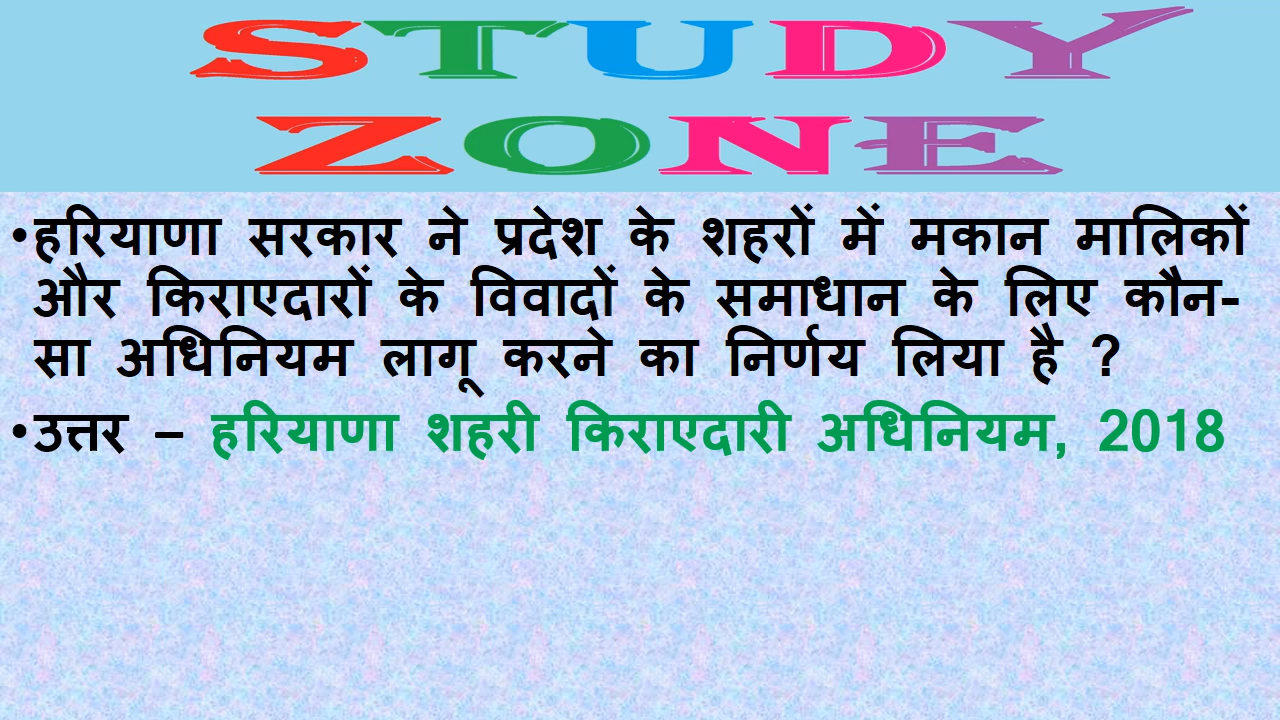 STUDY
ZONE
•हरियाणा सरकार ने प्रदेश के शहरों में मकान मालिकों
और किराएदारों के विवादों के समाधान के लिए कौन-
सा अधिनियम लागू करने का निर्णय लिया है ?
•उत्तर – हरियाणा शहरी किराएदारी अधिनियम, 2018